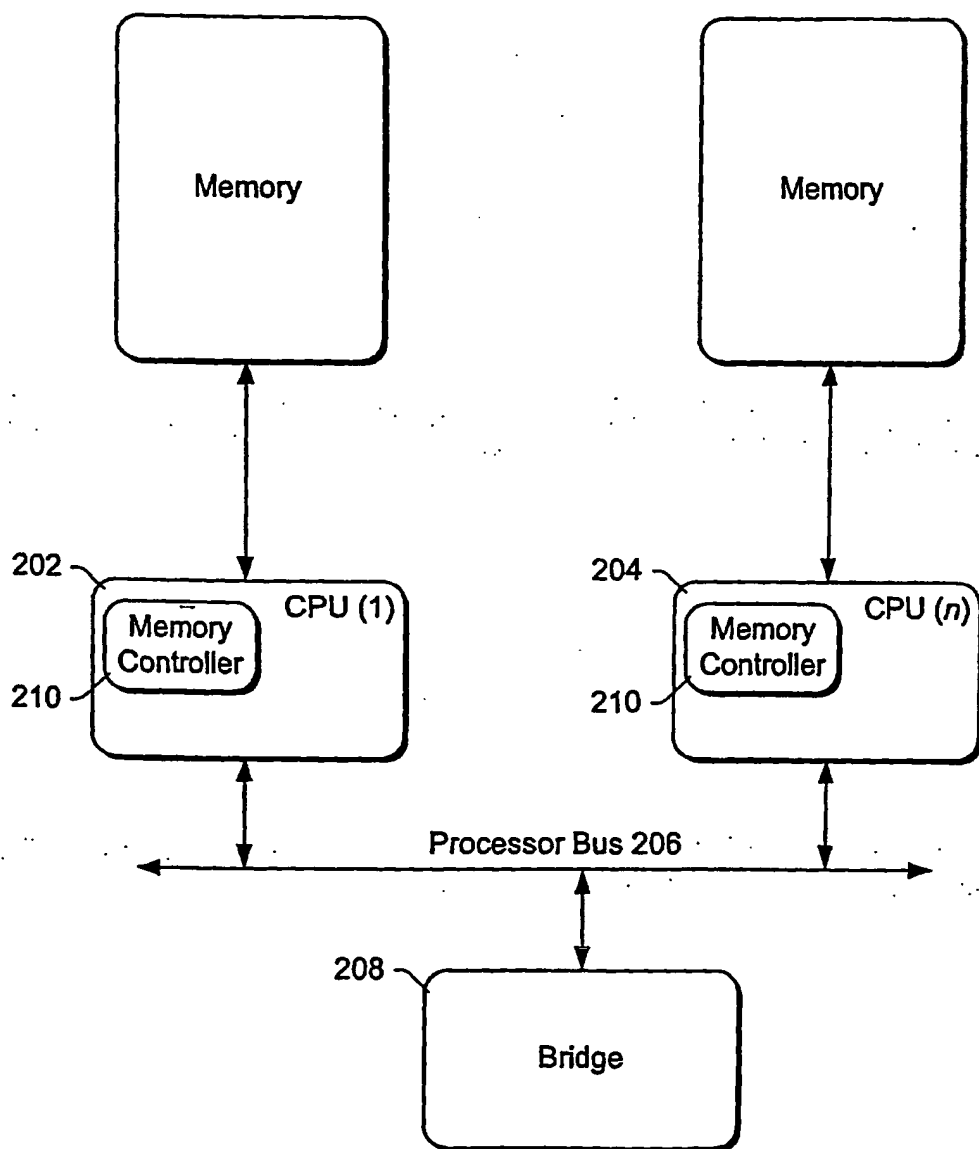 Memory
Memory
202
CPU (1)
Memory
Controller
210
204
CPU (n)
Memory
Controller
210
Processor Bus 206
208
Bridge